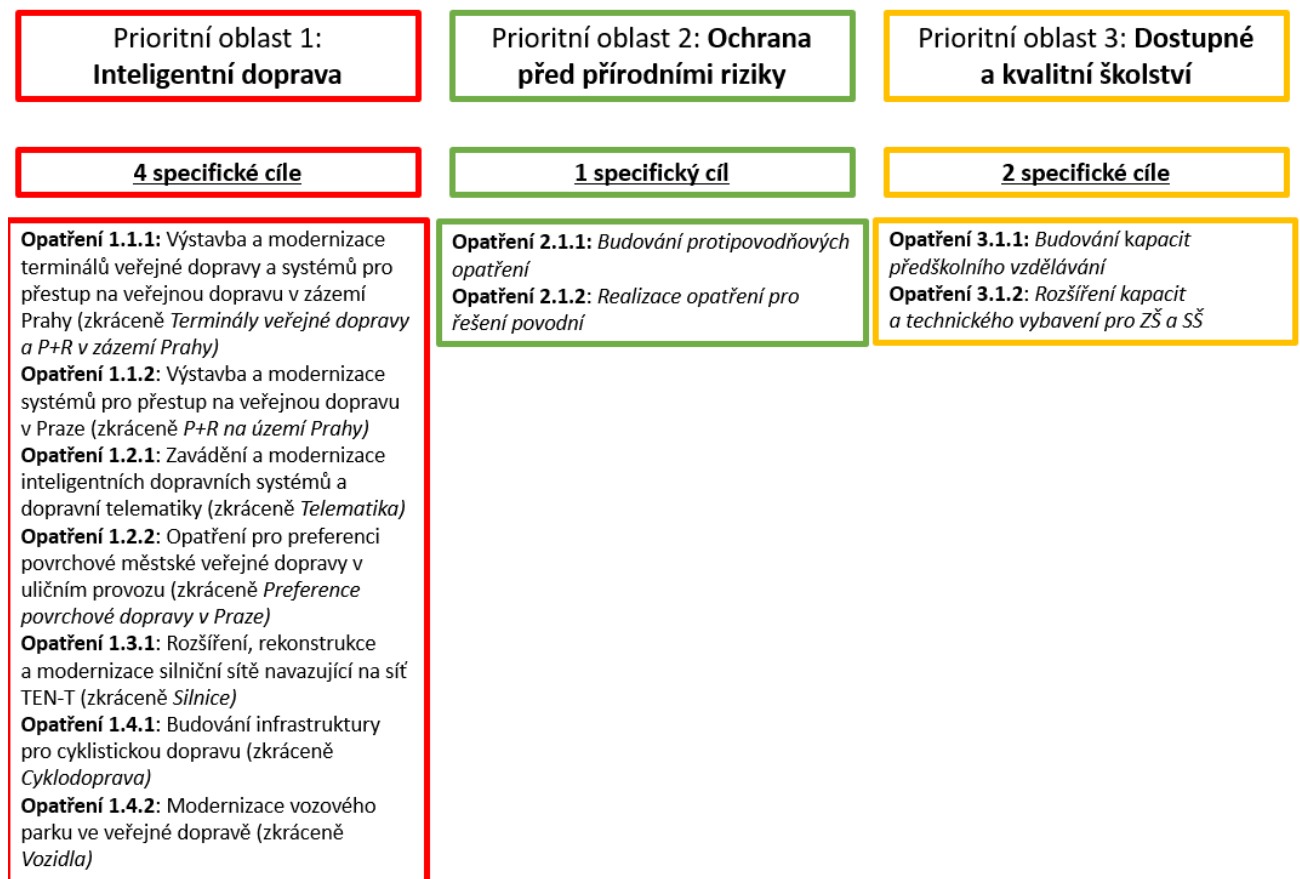 Prioritní oblast 1:
Inteligentní doprava
4 specifické cíle
Opatření 1.1.1: Výstavba a modernizace
terminálů veřejné dopravy a systémů pro
přestup na veřejnou dopravu v zázemí
Prahy (zkráceně Terminály veřejné dopravy
a P+R v zázemí Prahy)
Opatření 1.1.2: Výstavba a modernizace
systémů pro přestup na veřejnou dopravu
v Praze (zkráceně P+R na území Prahy)
Opatření 1.2.1: Zavádění a modernizace
inteligentních dopravních systémů a
dopravní telematiky (zkráceně Telematika)
Opatření 1.2.2: Opatření pro preferenci
povrchové městské veřejné dopravy v
uličním provozu (zkráceně Preference
povrchové dopravy v Praze)
Opatření 1.3.1: Rozšíření, rekonstrukce
a modernizace silniční sítě navazující na síť
TEN-T (zkráceně Silnice)
Opatření 1.4.1: Budování infrastruktury
pro cyklistickou dopravu (zkráceně
Cyklodoprava)
Opatření 1.4.2: Modernizace vozového
parku ve veřejné dopravě (zkráceně
Vozidla)
Prioritní oblast 2: Ochrana
před přírodními riziky
1 specifický cíl
Opatření 2.1.1: Budování protipovodňových
opatření
Opatření 2.1.2: Realizace opatření pro
řešení povodní
Prioritní oblast 3: Dostupné
a kvalitní školství
2 specifické cíle
Opatření 3.1.1: Budování kapacit
předškolního vzdělávání
Opatření 3.1.2: Rozšíření kapacit
a technického vybavení pro ZŠ a SŠ